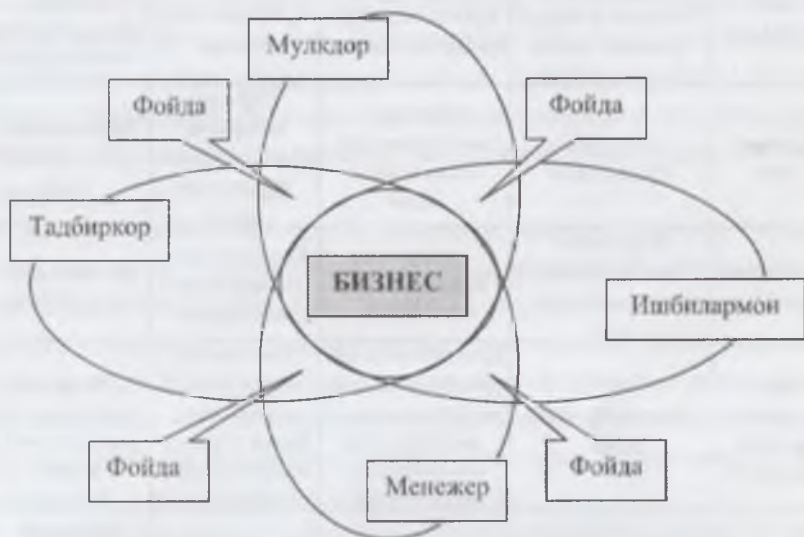 Мулкдор
Фойда
Фойда
Тадбиркор
БИЗНЕС
Ишбилармон
Фойда
Менежер
Фойда